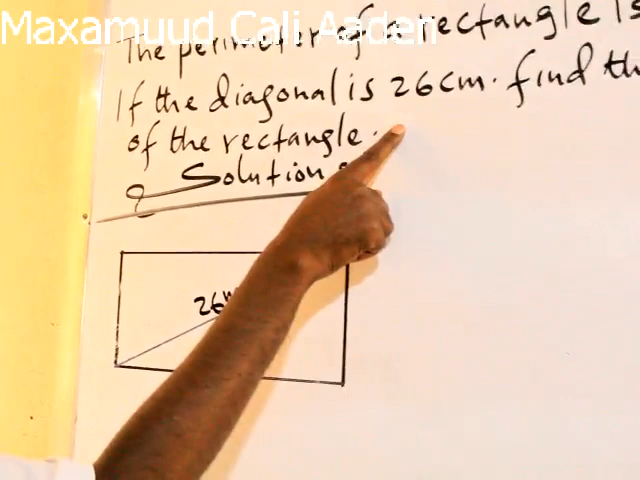 Maxamuud Cali Aaden
The perimeter of a rectangle is
If the diagonal is 26cm. find the
of the rectangle.
Solution
26